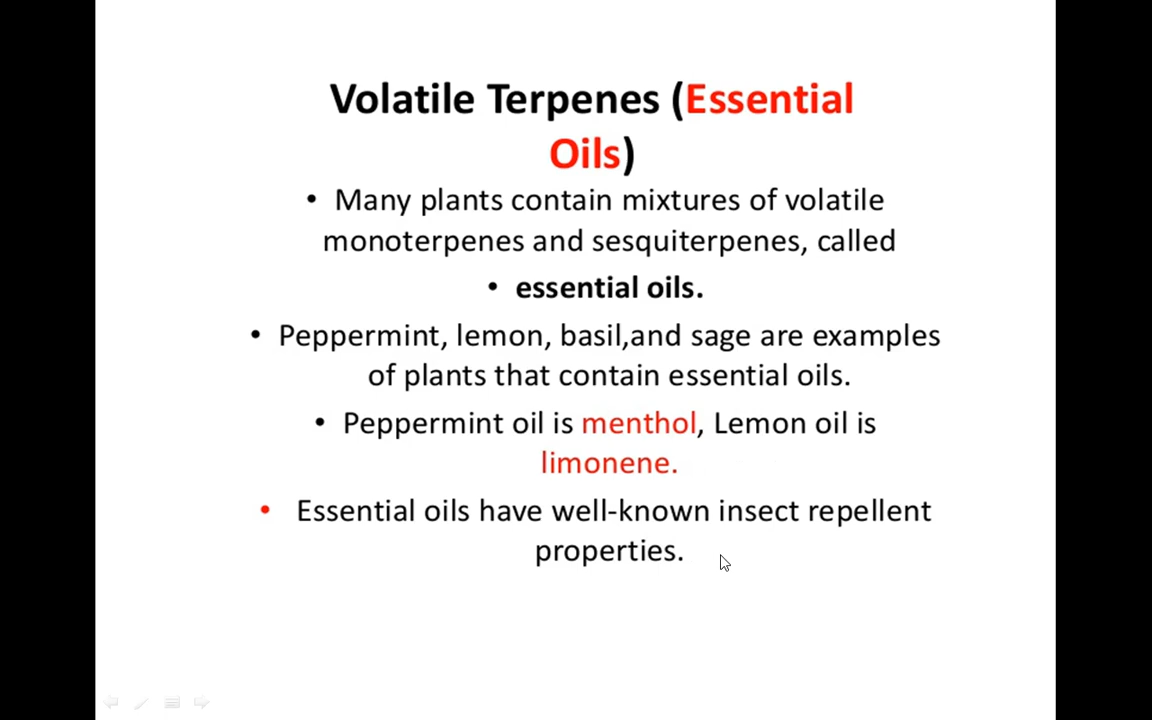 Volatile Terpenes (Essential
Oils)
• Many plants contain mixtures of volatile
monoterpenes and sesquiterpenes, called
• essential oils.
• Peppermint, lemon, basil,and sage are examples
of plants that contain essential oils.
• Peppermint oil is menthol, Lemon oil is
limonene.
• Essential oils have well-known insect repellent
properties.